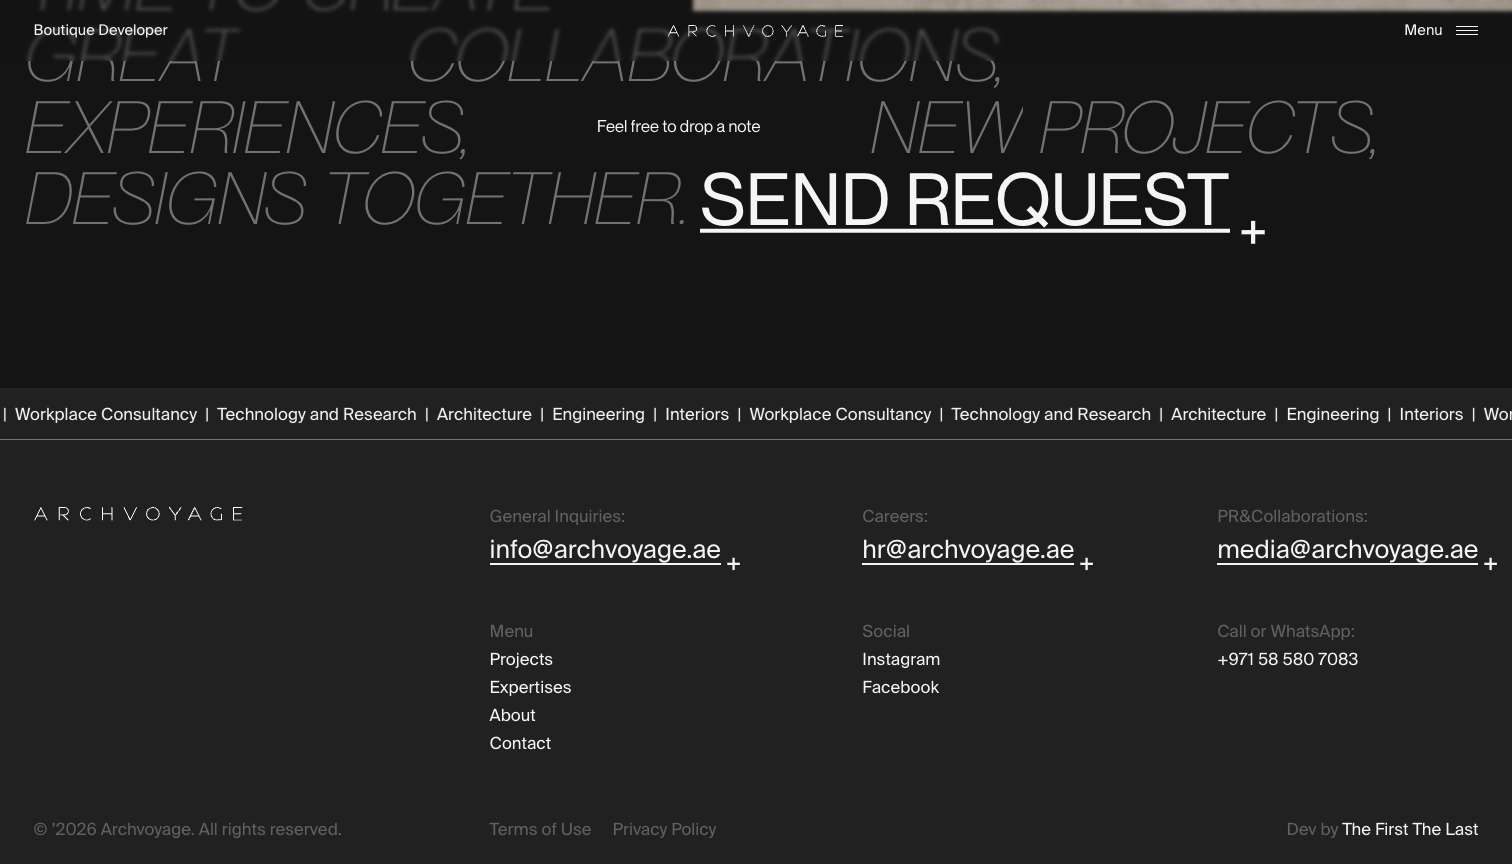 TIME TO CREATE
Boutique Developer
ARCHVOYAGE
Menu
GREAT COLLABORATIONS,
EXPERIENCES,
Feel free to drop a note
NEW PROJECTS,
DESIGNS TOGETHER. SEND REQUEST +
| Workplace Consultancy | Technology and Research | Architecture | Engineering | Interiors | Workplace Consultancy | Technology and Research | Architecture | Engineering | Interiors | Wor
ARCHVOYAGE
General Inquiries:
info@archvoyage.ae +
Careers:
hr@archvoyage.ae +
PR&Collaborations:
media@archvoyage.ae +
Menu
Projects
Expertises
About
Contact
Social
Instagram
Facebook
Call or WhatsApp:
+971 58 580 7083
© ’2026 Archvoyage. All rights reserved.
Terms of Use
Privacy Policy
Dev by The First The Last